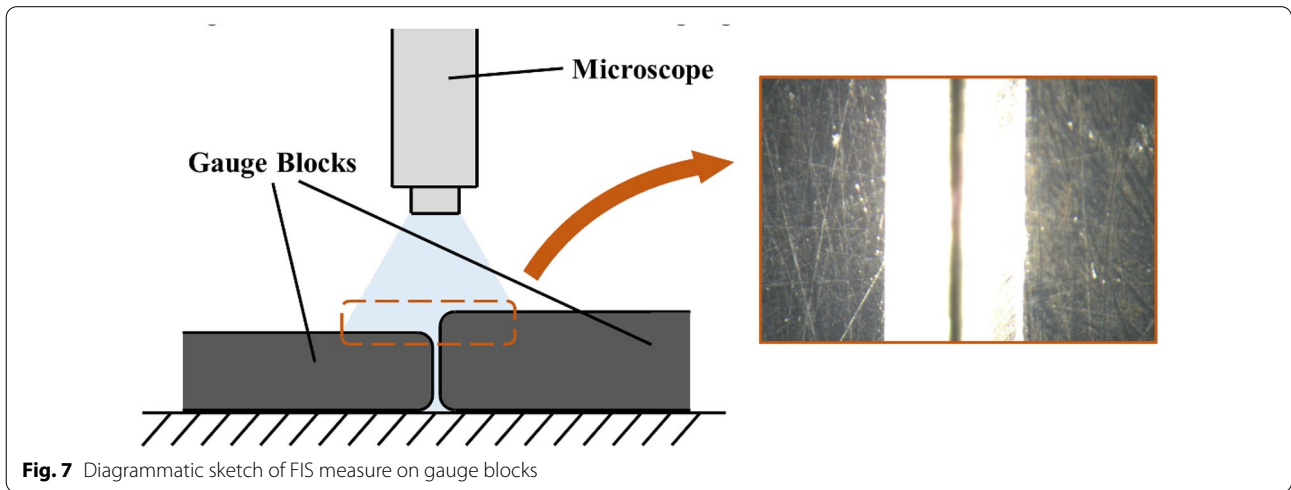 Microscope
Gauge Blocks
Fig. 7 Diagrammatic sketch of FIS measure on gauge blocks